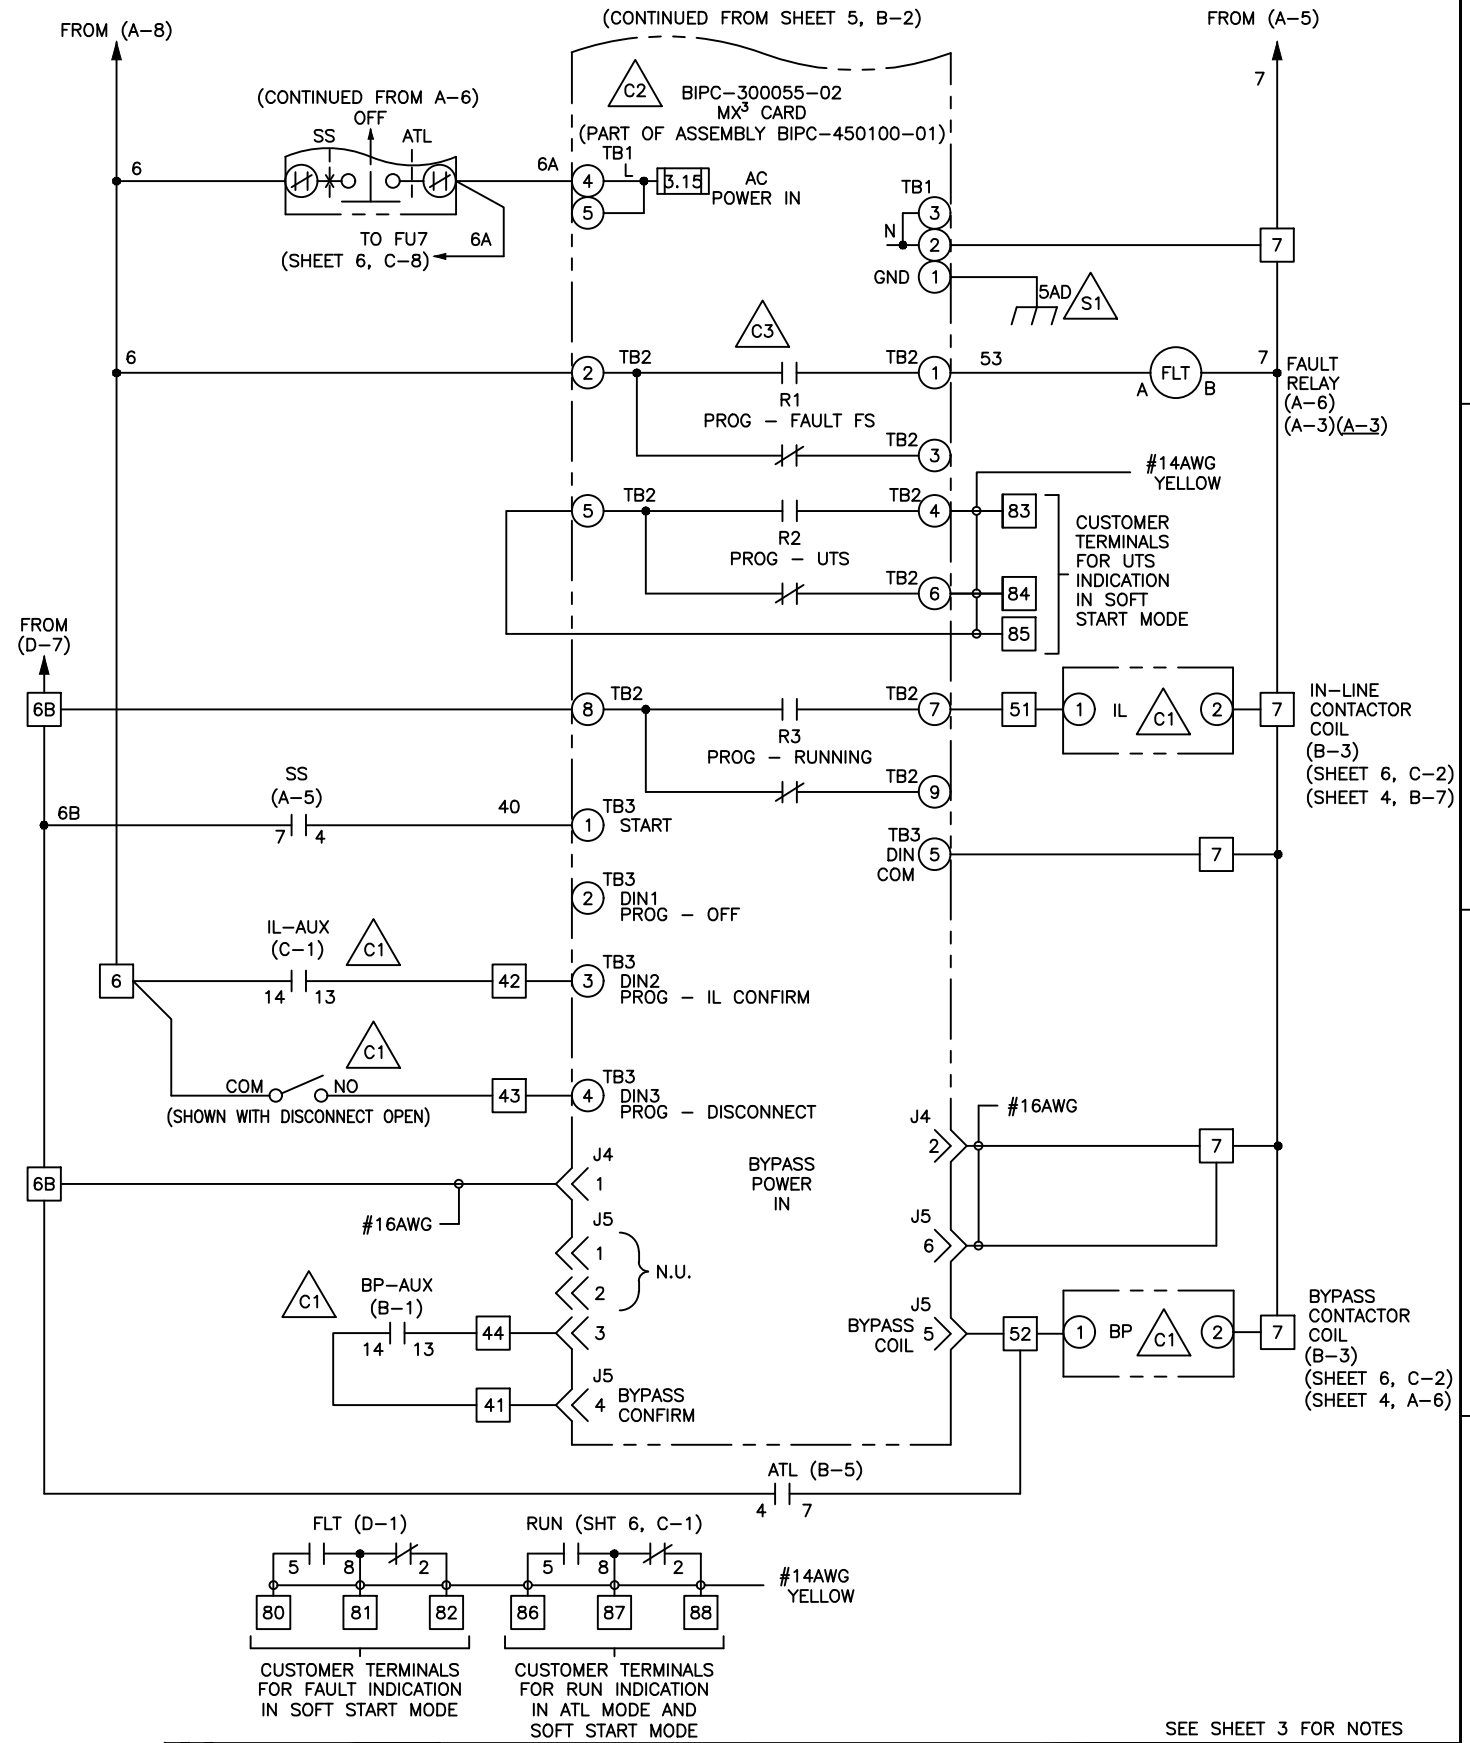 (CONTINUED FROM SHEET 5, B-2)
FROM (A-8)
FROM (A-5)
7
C2
BIPC-300055-02
MX³ CARD
(PART OF ASSEMBLY BIPC-450100-01)
(CONTINUED FROM A-6)
OFF
SS
ATL
6
6A
TB1
L
4
3.15
AC
POWER IN
5
TO FU7
(SHEET 6, C-8)
6A
TB1
3
N
2
7
GND
1
5AD
S1
C3
6
2
TB2
R1
PROG - FAULT FS
TB2
1
53
A
FLT
B
7
FAULT
RELAY
(A-6)
(A-3)(A-3)
TB2
3
#14AWG
YELLOW
5
TB2
R2
PROG - UTS
TB2
4
83
TB2
6
84
85
CUSTOMER
TERMINALS
FOR UTS
INDICATION
IN SOFT
START MODE
FROM
(D-7)
6B
8
TB2
R3
PROG - RUNNING
TB2
7
51
1
IL
C1
2
7
IN-LINE
CONTACTOR
COIL
(B-3)
(SHEET 6, C-2)
(SHEET 4, B-7)
TB2
9
6B
SS
(A-5)
7
4
40
1
TB3
START
TB3
DIN
COM
5
7
2
TB3
DIN1
PROG - OFF
6
IL-AUX
(C-1)
C1
14
13
42
3
TB3
DIN2
PROG - IL CONFIRM
C1
COM
NO
(SHOWN WITH DISCONNECT OPEN)
43
4
TB3
DIN3
PROG - DISCONNECT
#16AWG
J4
2
7
6B
#16AWG
J4
1
BYPASS
POWER
IN
J5
6
J5
1
2
N.U.
C1
BP-AUX
(B-1)
14
13
44
3
J5
BYPASS
COIL
5
52
1
BP
C1
2
7
BYPASS
CONTACTOR
COIL
(B-3)
(SHEET 6, C-2)
(SHEET 4, A-6)
41
J5
4
BYPASS
CONFIRM
ATL (B-5)
4
7
FLT (D-1)
5
8
2
RUN (SHT 6, C-1)
5
8
2
#14AWG
YELLOW
80
81
82
86
87
88
CUSTOMER TERMINALS
FOR FAULT INDICATION
IN SOFT START MODE
CUSTOMER TERMINALS
FOR RUN INDICATION
IN ATL MODE AND
SOFT START MODE
SEE SHEET 3 FOR NOTES